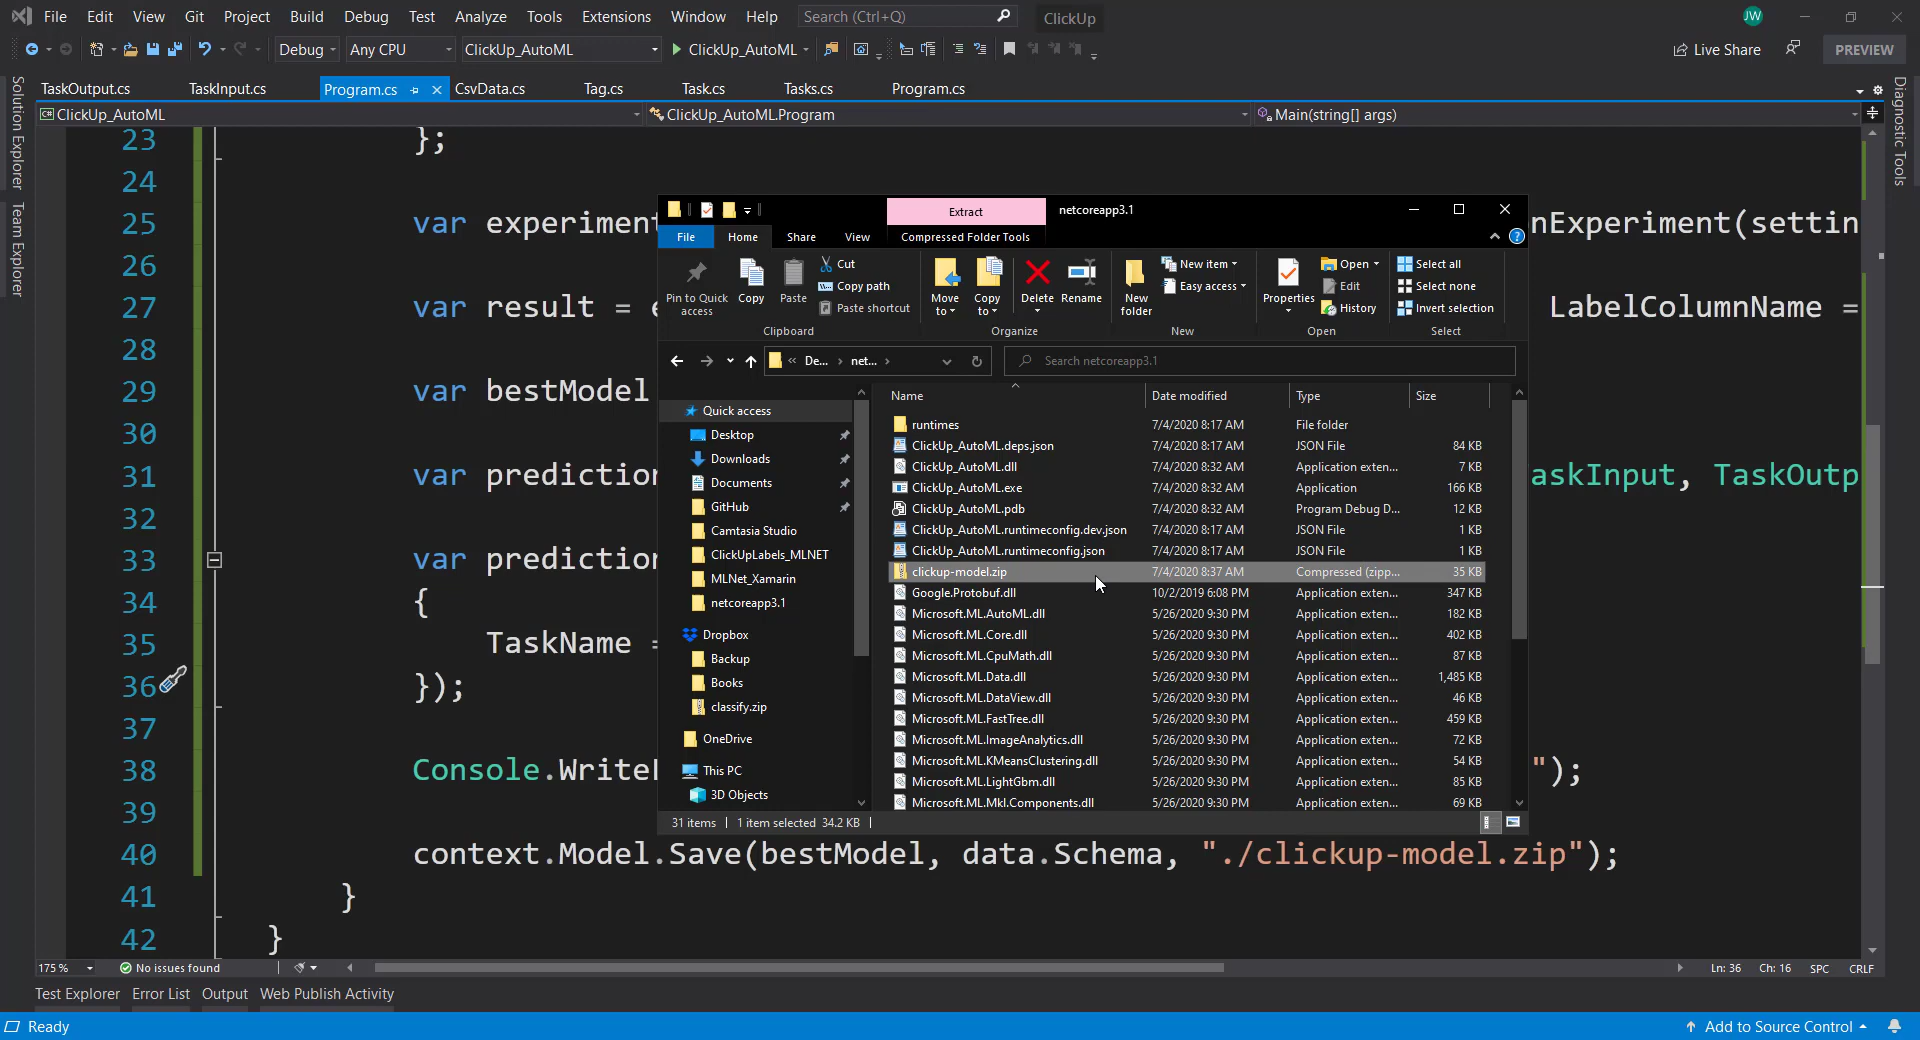 File Edit View Git Project Build Debug Test Analyze Tools Extensions Window Help Search (Ctrl+Q) ClickUp JW
Debug Any CPU ClickUp_AutoML ClickUp_AutoML Live Share PREVIEW
TaskOutput.cs TaskInput.cs Program.cs CsvData.cs Tag.cs Task.cs Tasks.cs Program.cs
ClickUp_AutoML ClickUp_AutoML.Program Main(string[] args)
Solution Explorer
Team Explorer
Diagnostic Tools
23 };
24
25 var experiment nExperiment(settin
26
27 var result = e LabelColumnName =
28
29 var bestModel
30
31 var prediction askInput, TaskOutp
32
33 var prediction
34 {
35 TaskName =
36 });
37
38 Console.WriteL ");
39
40 context.Model.Save(bestModel, data.Schema, "./clickup-model.zip");
41 }
42 }
Extract netcoreapp3.1
File Home Share View Compressed Folder Tools
Pin to Quick access
Copy
Paste
Cut
Copy path
Paste shortcut
Clipboard
Move to
Copy to
Delete
Rename
Organize
New folder
New item
Easy access
New
Properties
Open
Edit
History
Open
Select all
Select none
Invert selection
Select
« De... › net... › Search netcoreapp3.1
Quick access
Desktop
Downloads
Documents
GitHub
Camtasia Studio
ClickUpLabels_MLNET
MLNet_Xamarin
netcoreapp3.1
Dropbox
Backup
Books
classify.zip
OneDrive
This PC
3D Objects
Name Date modified Type Size
runtimes 7/4/2020 8:17 AM File folder
ClickUp_AutoML.deps.json 7/4/2020 8:17 AM JSON File 84 KB
ClickUp_AutoML.dll 7/4/2020 8:32 AM Application exten... 7 KB
ClickUp_AutoML.exe 7/4/2020 8:32 AM Application 166 KB
ClickUp_AutoML.pdb 7/4/2020 8:32 AM Program Debug D... 12 KB
ClickUp_AutoML.runtimeconfig.dev.json 7/4/2020 8:17 AM JSON File 1 KB
ClickUp_AutoML.runtimeconfig.json 7/4/2020 8:17 AM JSON File 1 KB
clickup-model.zip 7/4/2020 8:37 AM Compressed (zipp... 35 KB
Google.Protobuf.dll 10/2/2019 6:08 PM Application exten... 347 KB
Microsoft.ML.AutoML.dll 5/26/2020 9:30 PM Application exten... 182 KB
Microsoft.ML.Core.dll 5/26/2020 9:30 PM Application exten... 402 KB
Microsoft.ML.CpuMath.dll 5/26/2020 9:30 PM Application exten... 87 KB
Microsoft.ML.Data.dll 5/26/2020 9:30 PM Application exten... 1,485 KB
Microsoft.ML.DataView.dll 5/26/2020 9:30 PM Application exten... 46 KB
Microsoft.ML.FastTree.dll 5/26/2020 9:30 PM Application exten... 459 KB
Microsoft.ML.ImageAnalytics.dll 5/26/2020 9:30 PM Application exten... 72 KB
Microsoft.ML.KMeansClustering.dll 5/26/2020 9:30 PM Application exten... 54 KB
Microsoft.ML.LightGbm.dll 5/26/2020 9:30 PM Application exten... 85 KB
Microsoft.ML.Mkl.Components.dll 5/26/2020 9:30 PM Application exten... 69 KB
31 items 1 item selected 34.2 KB
175 % No issues found Ln: 36 Ch: 16 SPC CRLF
Test Explorer Error List Output Web Publish Activity
Ready Add to Source Control